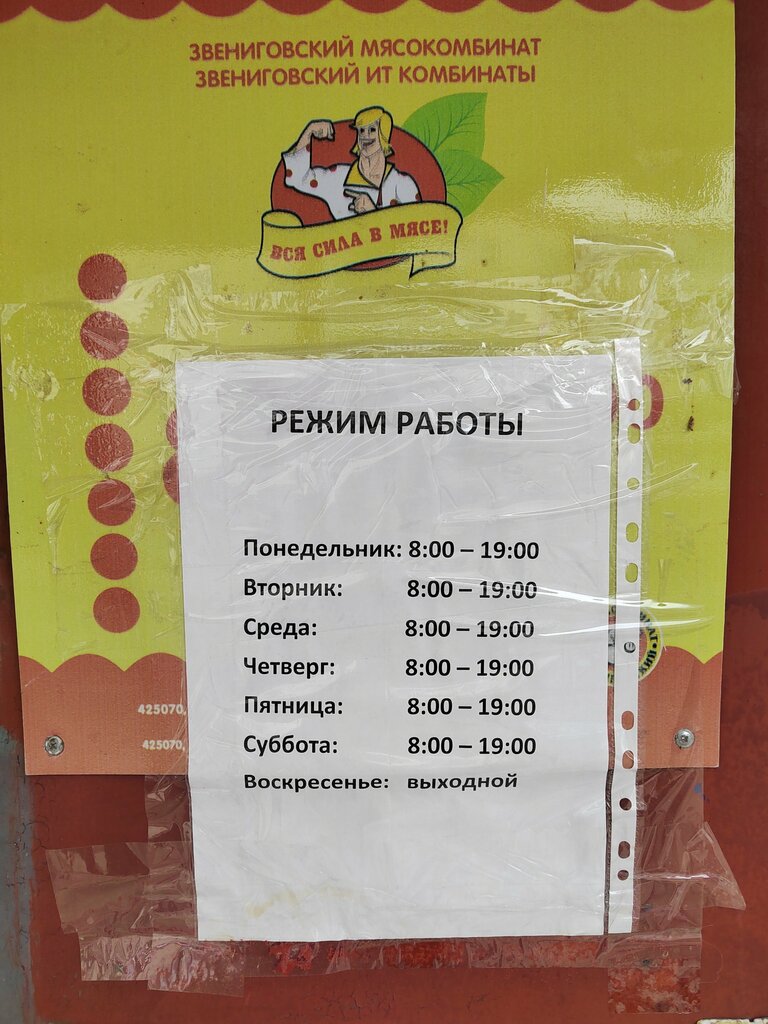 ЗВЕНИГОВСКИЙ МЯСОКОМБИНАТ
ЗВЕНИГОВСКИЙ ИТ КОМБИНАТЫ
ВСЯ СИЛА В МЯСЕ!
РЕЖИМ РАБОТЫ
Понедельник: 8:00 – 19:00
Вторник: 8:00 – 19:00
Среда: 8:00 – 19:00
Четверг: 8:00 – 19:00
Пятница: 8:00 – 19:00
Суббота: 8:00 – 19:00
Воскресенье: выходной
425070,
425070,